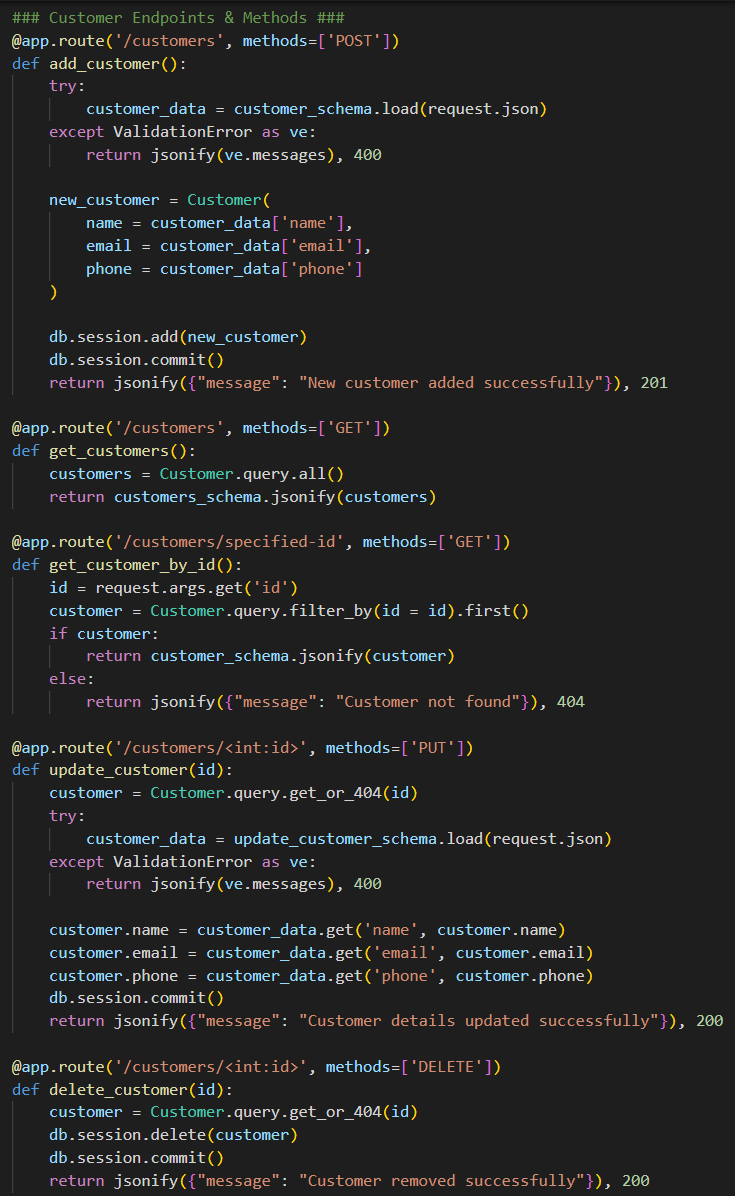 ### Customer Endpoints & Methods ###
@app.route('/customers', methods=['POST'])
def add_customer():
    try:
        customer_data = customer_schema.load(request.json)
    except ValidationError as ve:
        return jsonify(ve.messages), 400

    new_customer = Customer(
        name = customer_data['name'],
        email = customer_data['email'],
        phone = customer_data['phone']
    )

    db.session.add(new_customer)
    db.session.commit()
    return jsonify({"message": "New customer added successfully"}), 201

@app.route('/customers', methods=['GET'])
def get_customers():
    customers = Customer.query.all()
    return customers_schema.jsonify(customers)

@app.route('/customers/specified-id', methods=['GET'])
def get_customer_by_id():
    id = request.args.get('id')
    customer = Customer.query.filter_by(id = id).first()
    if customer:
        return customer_schema.jsonify(customer)
    else:
        return jsonify({"message": "Customer not found"}), 404

@app.route('/customers/<int:id>', methods=['PUT'])
def update_customer(id):
    customer = Customer.query.get_or_404(id)
    try:
        customer_data = update_customer_schema.load(request.json)
    except ValidationError as ve:
        return jsonify(ve.messages), 400

    customer.name = customer_data.get('name', customer.name)
    customer.email = customer_data.get('email', customer.email)
    customer.phone = customer_data.get('phone', customer.phone)
    db.session.commit()
    return jsonify({"message": "Customer details updated successfully"}), 200

@app.route('/customers/<int:id>', methods=['DELETE'])
def delete_customer(id):
    customer = Customer.query.get_or_404(id)
    db.session.delete(customer)
    db.session.commit()
    return jsonify({"message": "Customer removed successfully"}), 200